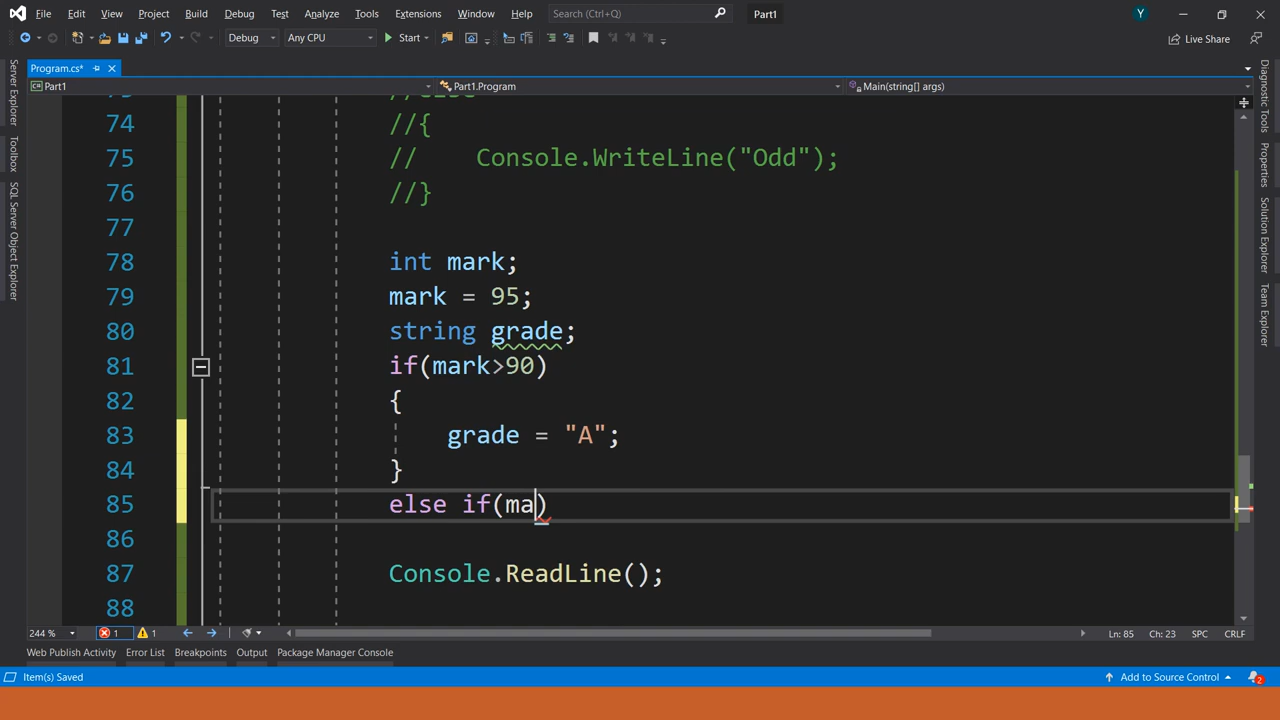 File Edit View Project Build Debug Test Analyze Tools Extensions Window Help Search (Ctrl+Q) Part1 Y
Debug Any CPU Start Live Share
Program.cs*
Part1 Part1.Program Main(string[] args)
74 //{
75 // Console.WriteLine("Odd");
76 //}
77
78 int mark;
79 mark = 95;
80 string grade;
81 if(mark>90)
82 {
83 grade = "A";
84 }
85 else if(ma)
86
87 Console.ReadLine();
88
244 % 1 1 Ln: 85 Ch: 23 SPC CRLF
Web Publish Activity Error List Breakpoints Output Package Manager Console
Item(s) Saved Add to Source Control 2
Server Explorer
Toolbox
SQL Server Object Explorer
Diagnostic Tools
Properties
Solution Explorer
Team Explorer